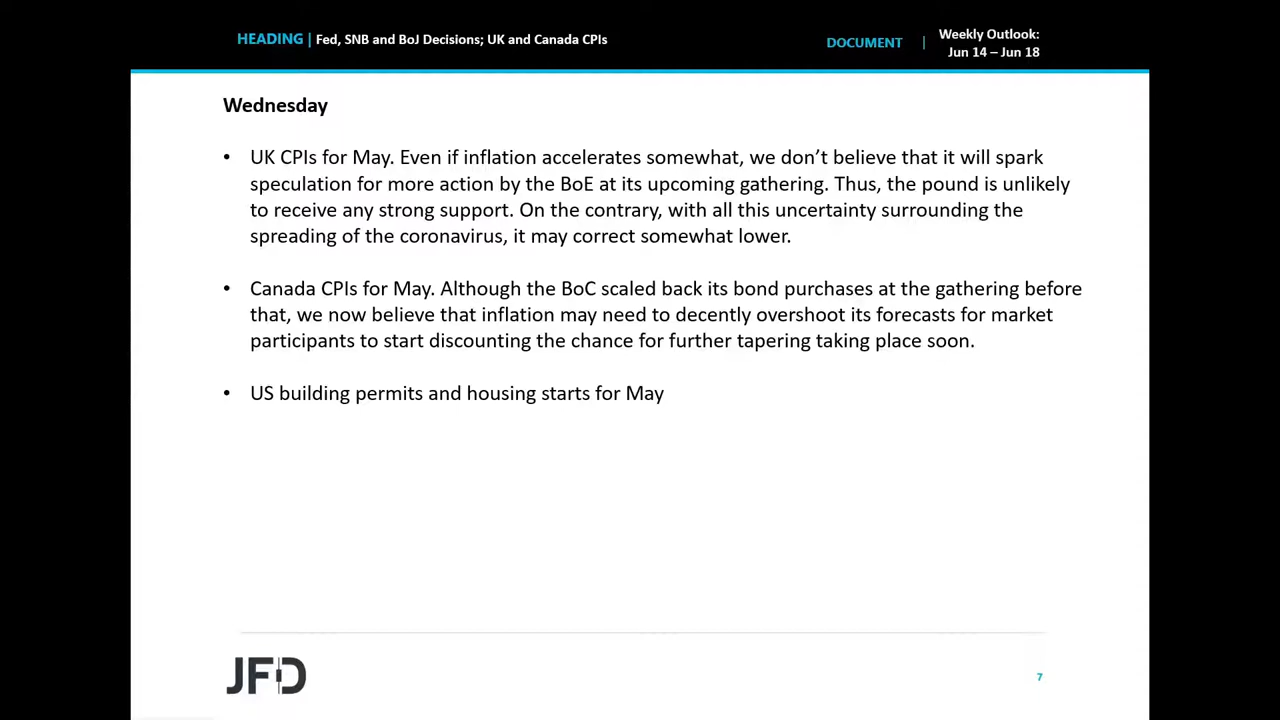 HEADING | Fed, SNB and BoJ Decisions; UK and Canada CPIs
DOCUMENT | Weekly Outlook:
Jun 14 – Jun 18
Wednesday
• UK CPIs for May. Even if inflation accelerates somewhat, we don’t believe that it will spark
speculation for more action by the BoE at its upcoming gathering. Thus, the pound is unlikely
to receive any strong support. On the contrary, with all this uncertainty surrounding the
spreading of the coronavirus, it may correct somewhat lower.
• Canada CPIs for May. Although the BoC scaled back its bond purchases at the gathering before
that, we now believe that inflation may need to decently overshoot its forecasts for market
participants to start discounting the chance for further tapering taking place soon.
• US building permits and housing starts for May
JFD
7